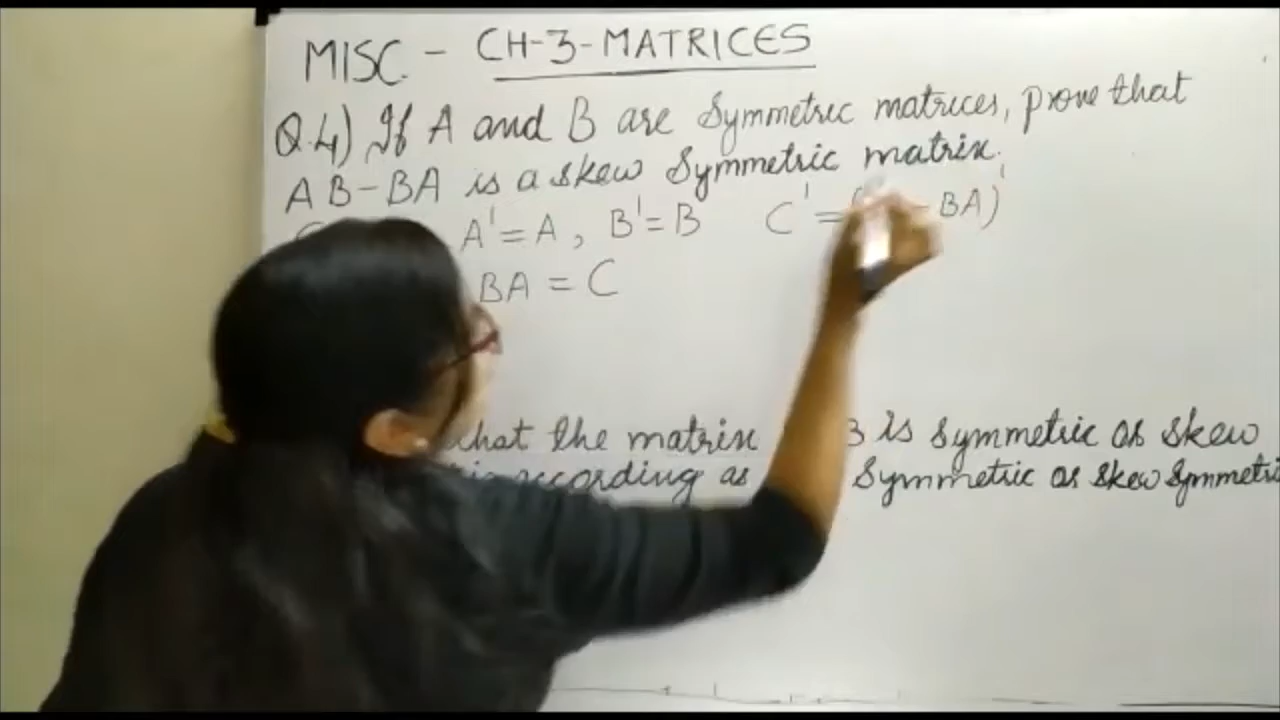 MISC. - CH-3-MATRICES
Q.4) If A and B are Symmetric matrices, prove that
AB-BA is a skew Symmetric matrix.
A'=A, B'=B C'= BA)'
BA = C
that the matrix B is symmetric or skew
according as Symmetric or skew Symmetric